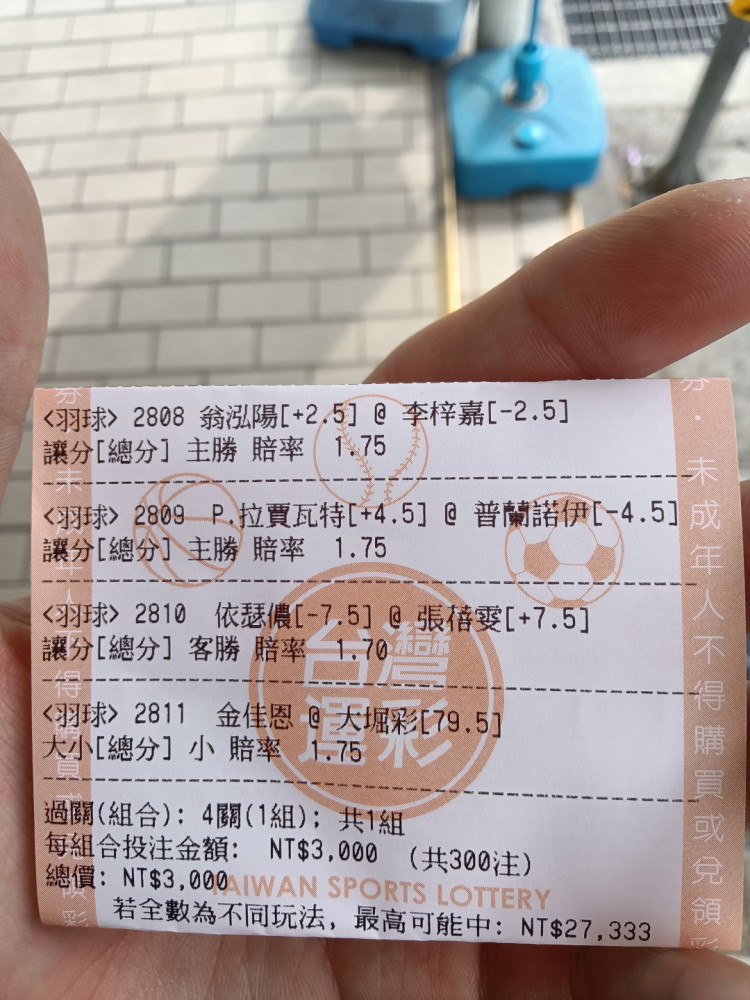 <羽球> 2808 翁泓陽[+2.5] @ 李梓嘉[-2.5]
讓分[總分] 主勝 賠率 1.75
<羽球> 2809 P.拉賈瓦特[+4.5] @ 普蘭諾伊[-4.5]
讓分[總分] 主勝 賠率 1.75
<羽球> 2810 依瑟儂[-7.5] @ 張蓓雯[+7.5]
讓分[總分] 客勝 賠率 1.70
<羽球> 2811 金佳恩 @ 大堀彩[79.5]
大小[總分] 小 賠率 1.75
過關(組合): 4關(1組); 共1組
每組合投注金額: NT$3,000 (共300注)
總價: NT$3,000
若全數為不同玩法, 最高可能中: NT$27,333
台灣
運彩
TAIWAN SPORTS LOTTERY
未成年人不得購買或兌領彩